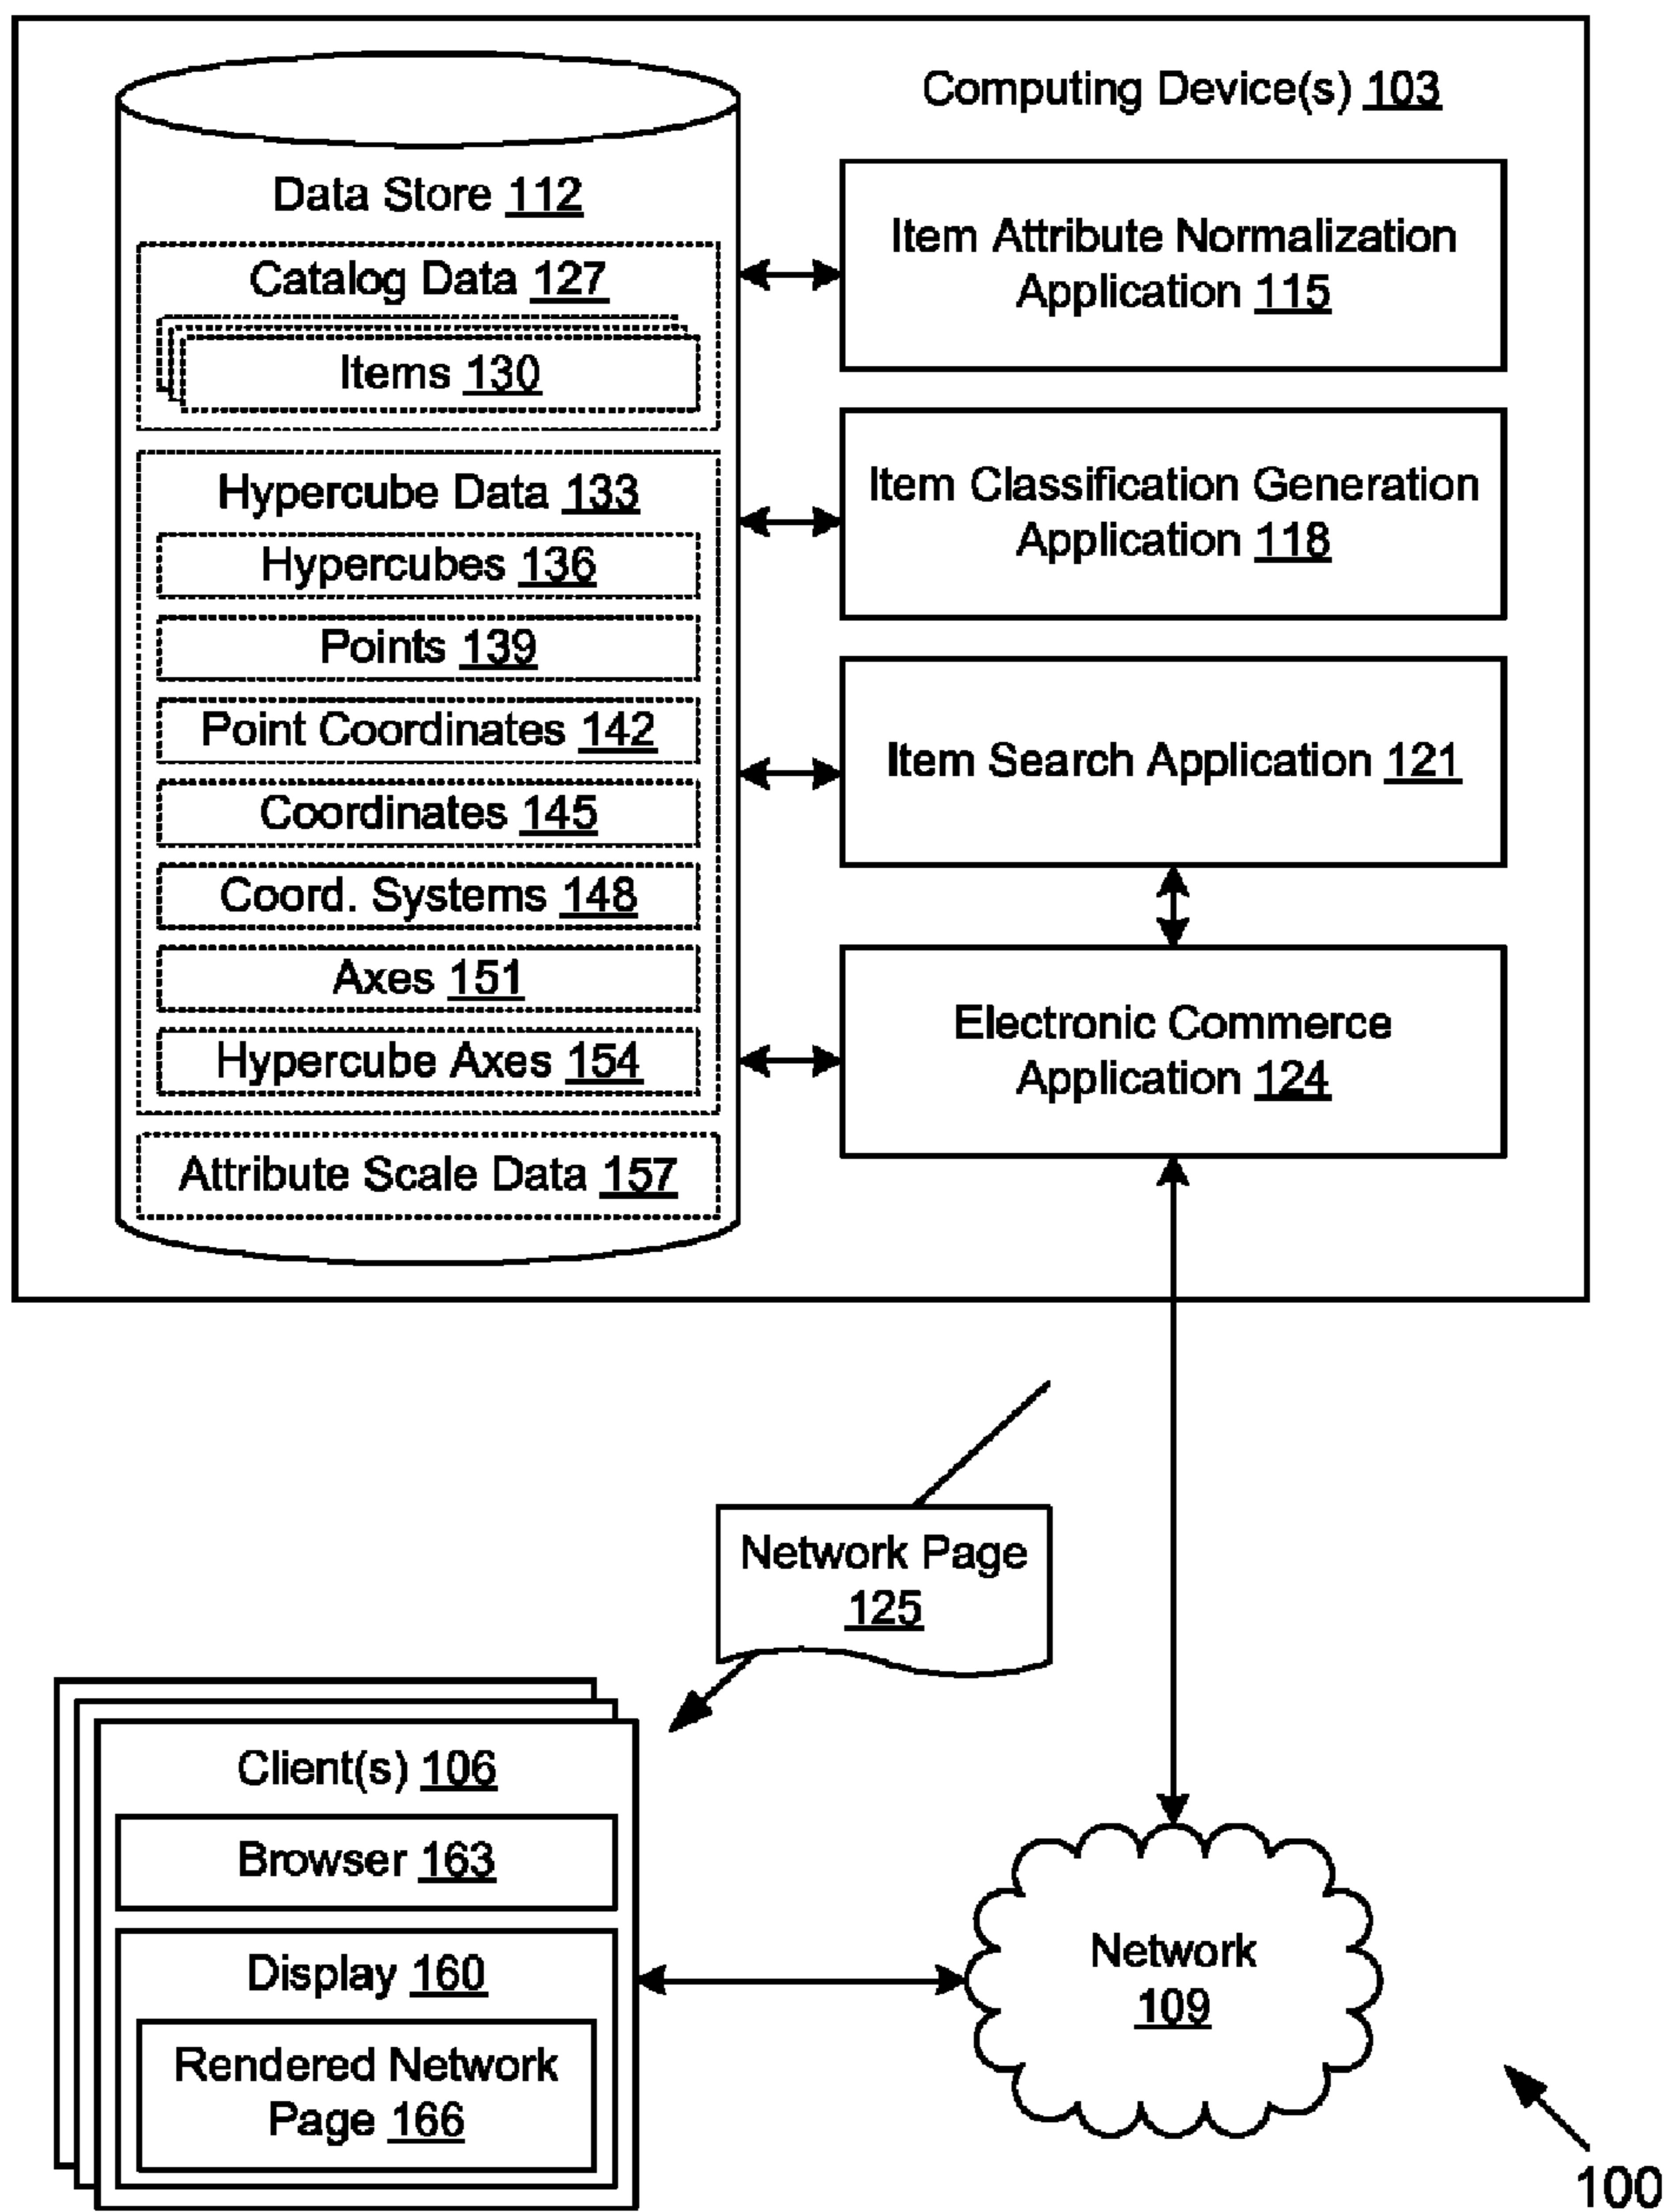 Computing Device(s) 103
Data Store 112
Catalog Data 127
Items 130
Hypercube Data 133
Hypercubes 136
Points 139
Point Coordinates 142
Coordinates 145
Coord. Systems 148
Axes 151
Hypercube Axes 154
Attribute Scale Data 157
Item Attribute Normalization
Application 115
Item Classification Generation
Application 118
Item Search Application 121
Electronic Commerce
Application 124
Network Page
125
Client(s) 106
Browser 163
Display 160
Rendered Network
Page 166
Network
109
100